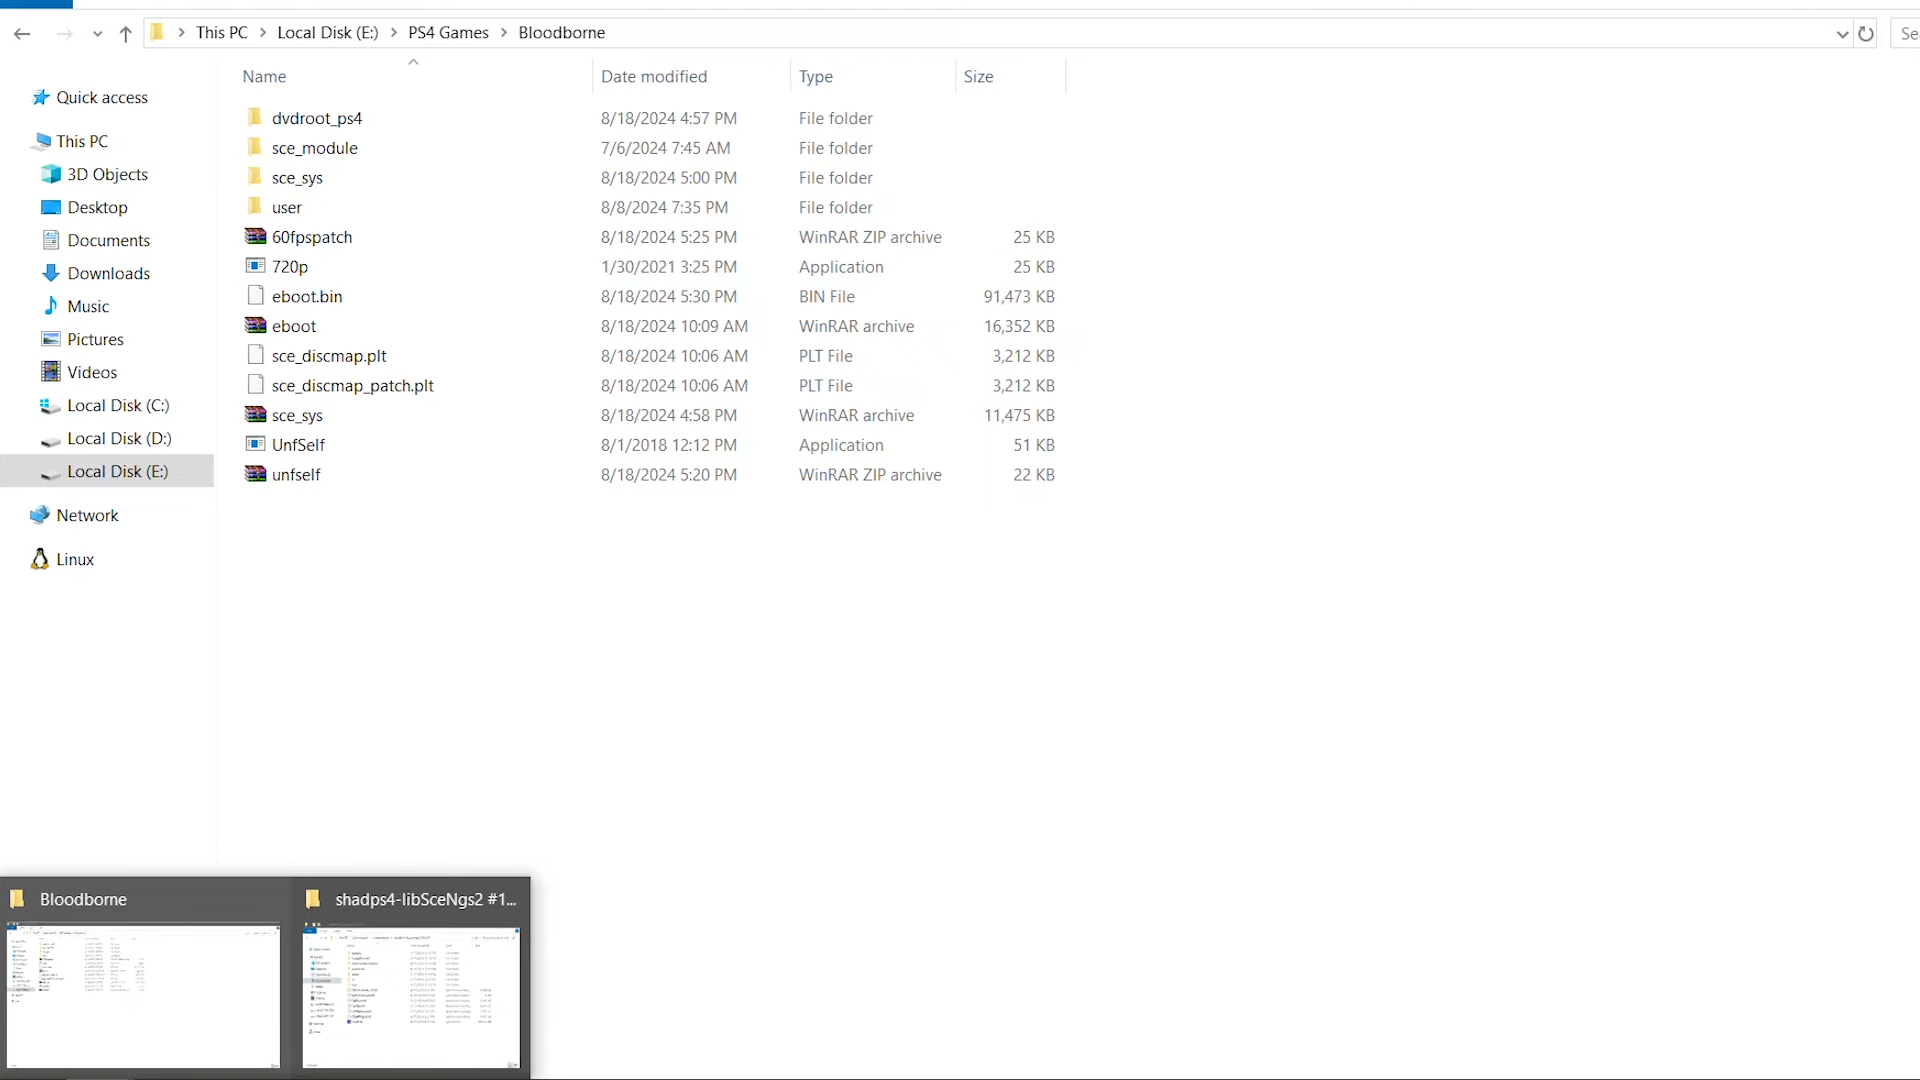 This PC > Local Disk (E:) > PS4 Games > Bloodborne
Se
Name Date modified Type Size
Quick access
This PC
3D Objects
Desktop
Documents
Downloads
Music
Pictures
Videos
Local Disk (C:)
Local Disk (D:)
Local Disk (E:)
Network
Linux
dvdroot_ps4 8/18/2024 4:57 PM File folder
sce_module 7/6/2024 7:45 AM File folder
sce_sys 8/18/2024 5:00 PM File folder
user 8/8/2024 7:35 PM File folder
60fpspatch 8/18/2024 5:25 PM WinRAR ZIP archive 25 KB
720p 1/30/2021 3:25 PM Application 25 KB
eboot.bin 8/18/2024 5:30 PM BIN File 91,473 KB
eboot 8/18/2024 10:09 AM WinRAR archive 16,352 KB
sce_discmap.plt 8/18/2024 10:06 AM PLT File 3,212 KB
sce_discmap_patch.plt 8/18/2024 10:06 AM PLT File 3,212 KB
sce_sys 8/18/2024 4:58 PM WinRAR archive 11,475 KB
UnfSelf 8/1/2018 12:12 PM Application 51 KB
unfself 8/18/2024 5:20 PM WinRAR ZIP archive 22 KB
Bloodborne
shadps4-libSceNgs2 #1...